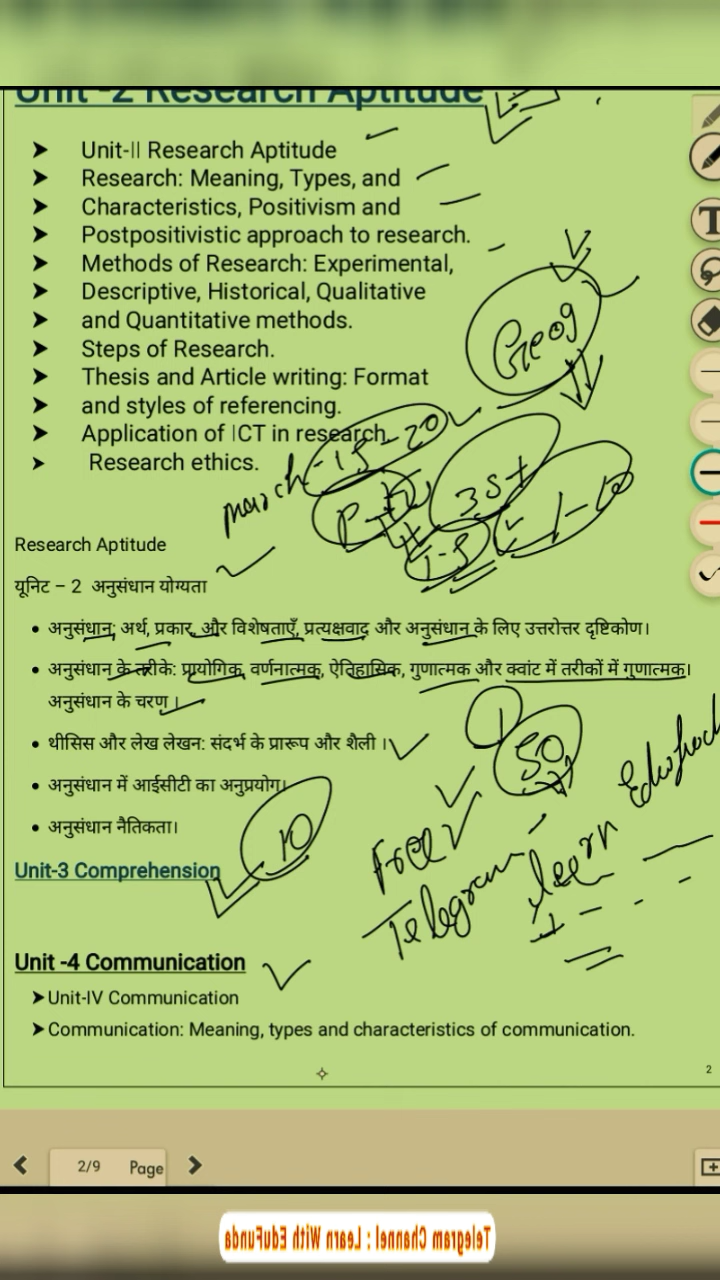 Unit -2 Research Aptitude
➤ Unit-II Research Aptitude
➤ Research: Meaning, Types, and
➤ Characteristics, Positivism and
➤ Postpositivistic approach to research.
➤ Methods of Research: Experimental,
➤ Descriptive, Historical, Qualitative
➤ and Quantitative methods.
➤ Steps of Research.
➤ Thesis and Article writing: Format
➤ and styles of referencing.
➤ Application of ICT in research.
➤ Research ethics.
Geog
March - 15 - 20
35+
1-10
Research Aptitude
यूनिट – 2 अनुसंधान योग्यता
• अनुसंधान; अर्थ, प्रकार, और विशेषताएँ, प्रत्यक्षवाद और अनुसंधान के लिए उत्तरोत्तर दृष्टिकोण।
• अनुसंधान के तरीके: प्रायोगिक, वर्णनात्मक, ऐतिहासिक, गुणात्मक और क्वांट में तरीकों में गुणात्मक।
अनुसंधान के चरण ।
• थीसिस और लेख लेखन: संदर्भ के प्रारूप और शैली ।
50
• अनुसंधान में आईसीटी का अनुप्रयोग।
• अनुसंधान नैतिकता।
10
Free
Telegram learn
Unit-3 Comprehension
Unit -4 Communication
➤ Unit-IV Communication
➤ Communication: Meaning, types and characteristics of communication.
2
2/9 Page
Telegram Channel : Learn With EduFunda